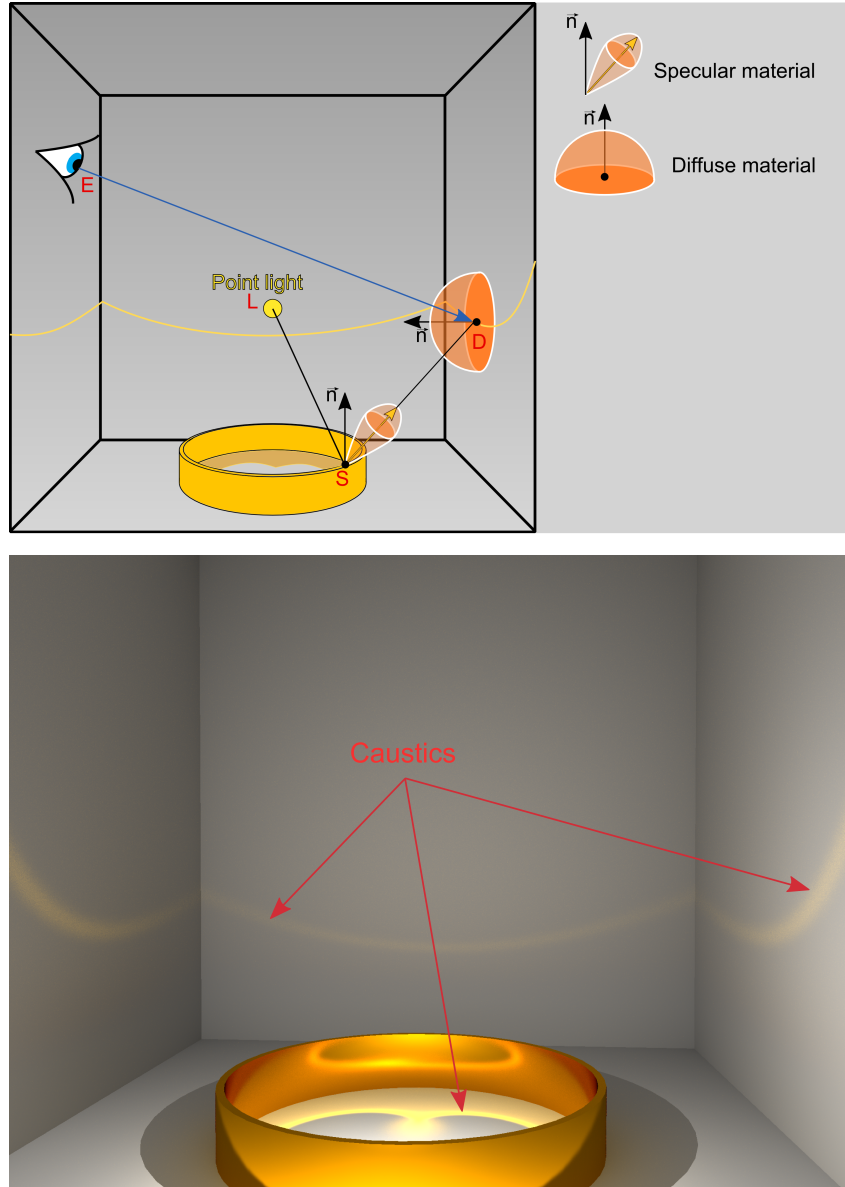 n⃗
Specular material
n⃗
Diffuse material
E
Point light
L
n⃗
D
n⃗
S
Caustics